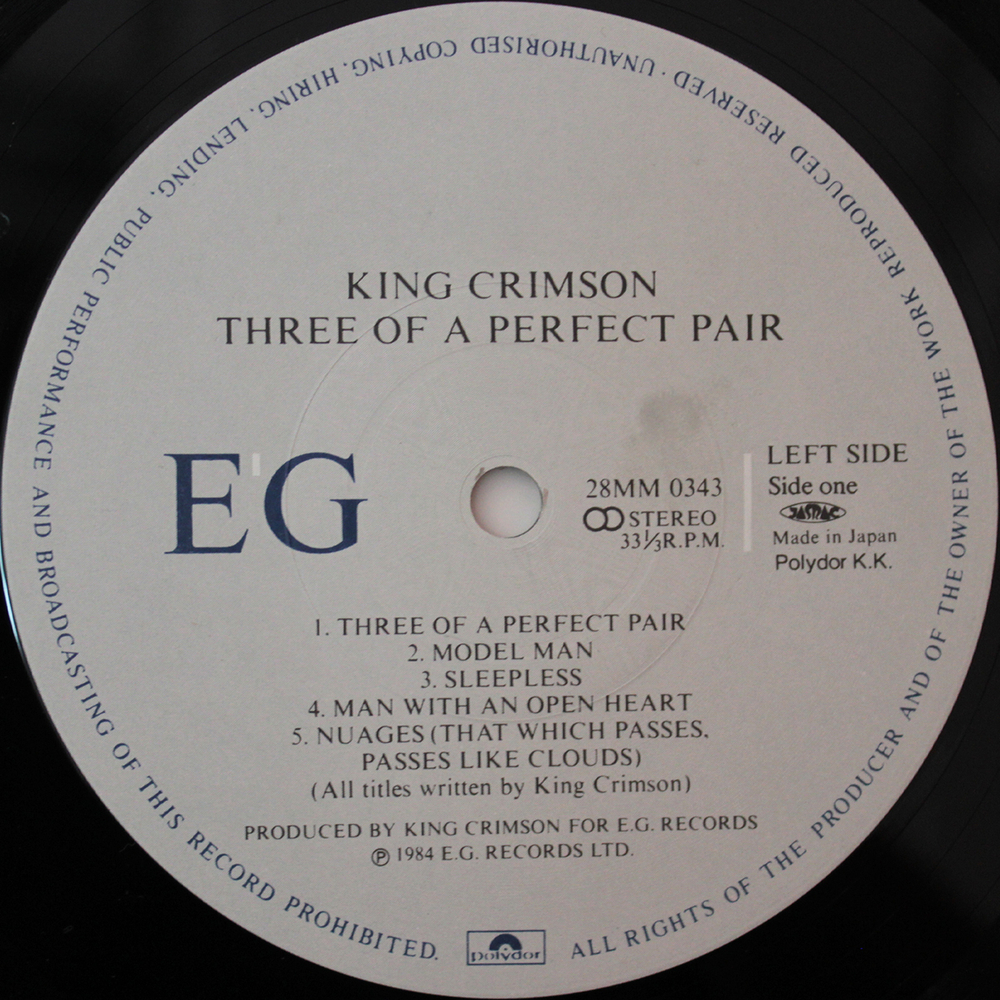 KING CRIMSON
THREE OF A PERFECT PAIR
EG
28MM 0343
STEREO
33⅓R.P.M.
LEFT SIDE
Side one
JASRAC
Made in Japan
Polydor K.K.
1. THREE OF A PERFECT PAIR
2. MODEL MAN
3. SLEEPLESS
4. MAN WITH AN OPEN HEART
5. NUAGES (THAT WHICH PASSES,
PASSES LIKE CLOUDS)
(All titles written by King Crimson)
PRODUCED BY KING CRIMSON FOR E.G. RECORDS
℗ 1984 E.G. RECORDS LTD.
polydor
ALL RIGHTS OF THE PRODUCER AND OF THE OWNER OF THE WORK REPRODUCED RESERVED · UNAUTHORISED COPYING, HIRING, LENDING, PUBLIC PERFORMANCE AND BROADCASTING OF THIS RECORD PROHIBITED.